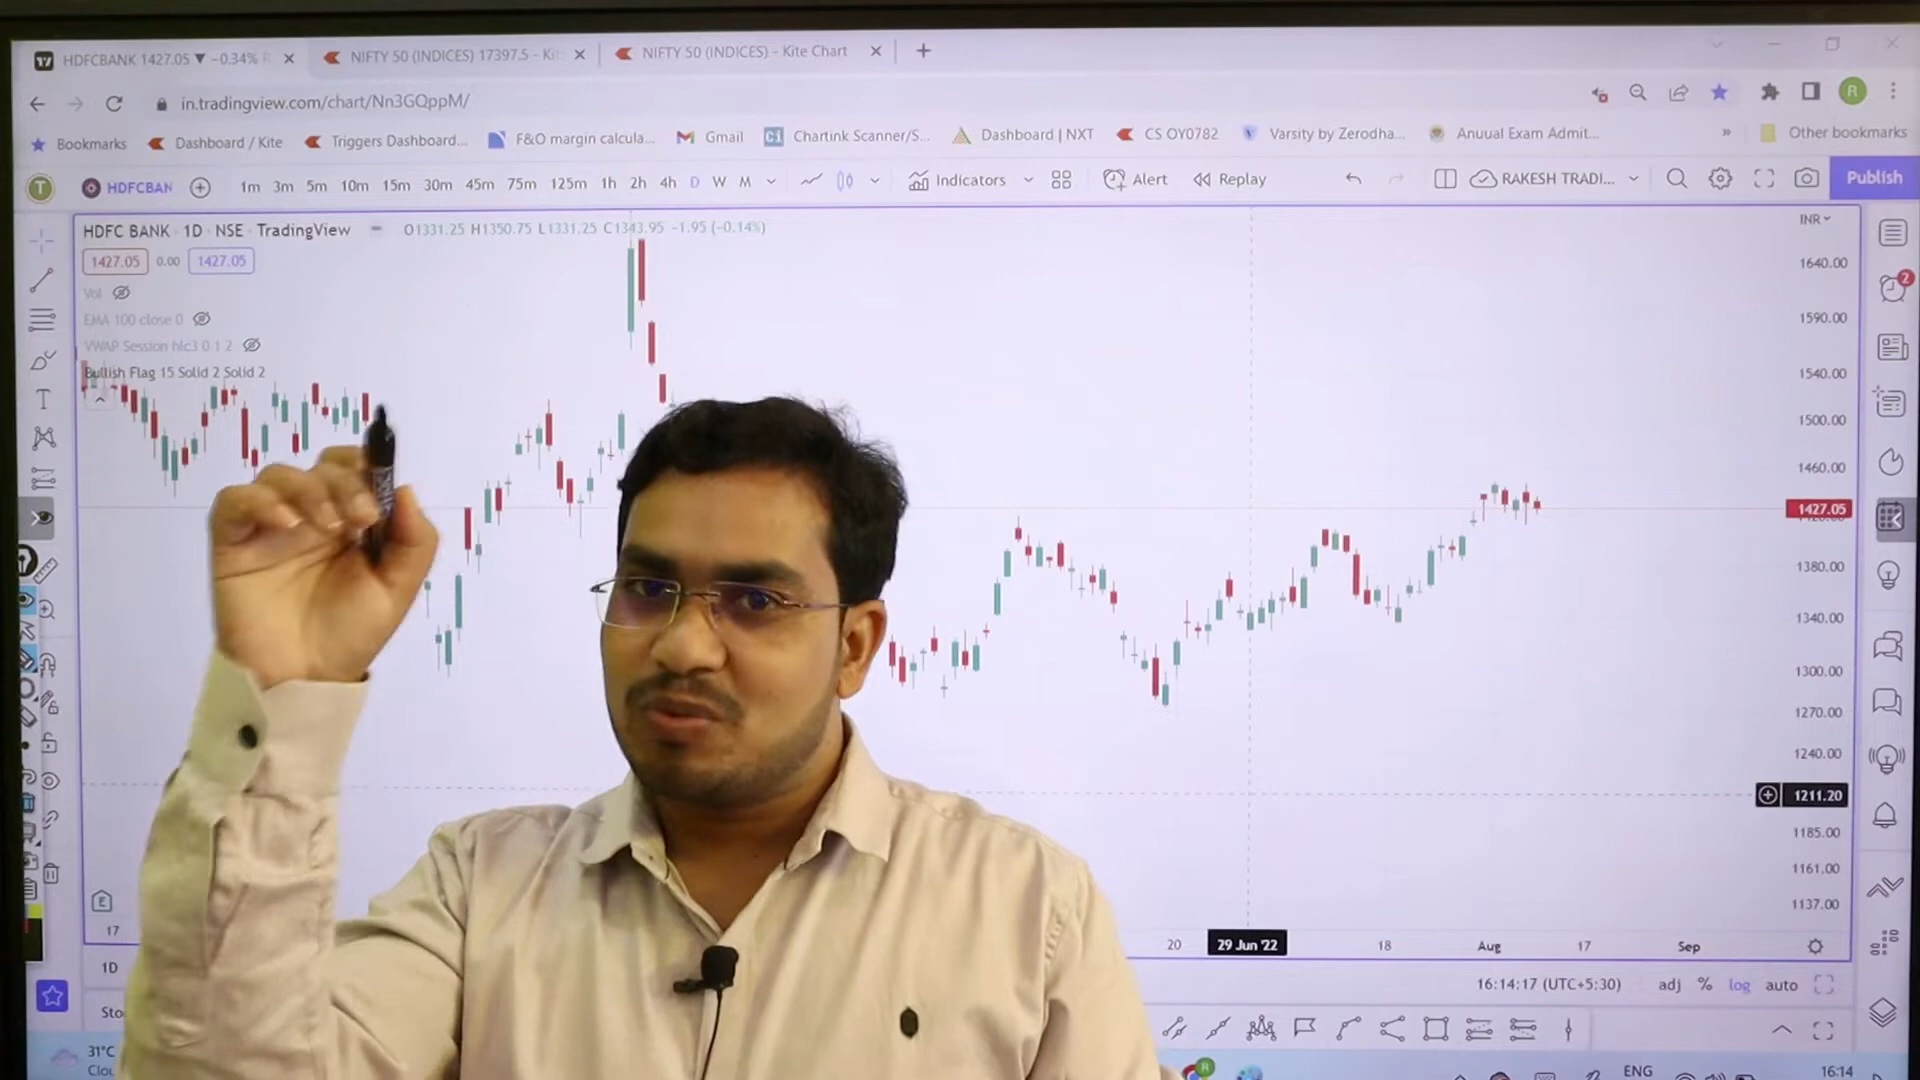 HDFCBANK 1427.05 ▼ -0.34%
NIFTY 50 (INDICES) 17397.5 - Kit
NIFTY 50 (INDICES) - Kite Chart
in.tradingview.com/chart/Nn3GQppM/
R
Bookmarks
Dashboard / Kite
Triggers Dashboard...
F&O margin calcula...
Gmail
Ci Chartink Scanner/S...
Dashboard | NXT
CS OY0782
Varsity by Zerodha...
Anuual Exam Admit...
Other bookmarks
T HDFCBAN 1m 3m 5m 10m 15m 30m 45m 75m 125m 1h 2h 4h D W M Indicators Alert Replay RAKESH TRADI... Publish
HDFC BANK · 1D · NSE TradingView O1331.25 H1350.75 L1331.25 C1343.95 -1.95 (-0.14%)
INR
1427.05 0.00 1427.05
Vol
EMA 100 close 0
VWAP Session hlc3 0 1 2
Bullish Flag 15 Solid 2 Solid 2
2
1640.00
1590.00
1540.00
1500.00
1460.00
1427.05
1380.00
1340.00
1300.00
1270.00
1240.00
1211.20
1185.00
1161.00
1137.00
E
17 20 29 Jun '22 18 Aug 17 Sep
1D
16:14:17 (UTC+5:30) adj % log auto
Sto
31°C
Clou
R
ENG
16:14